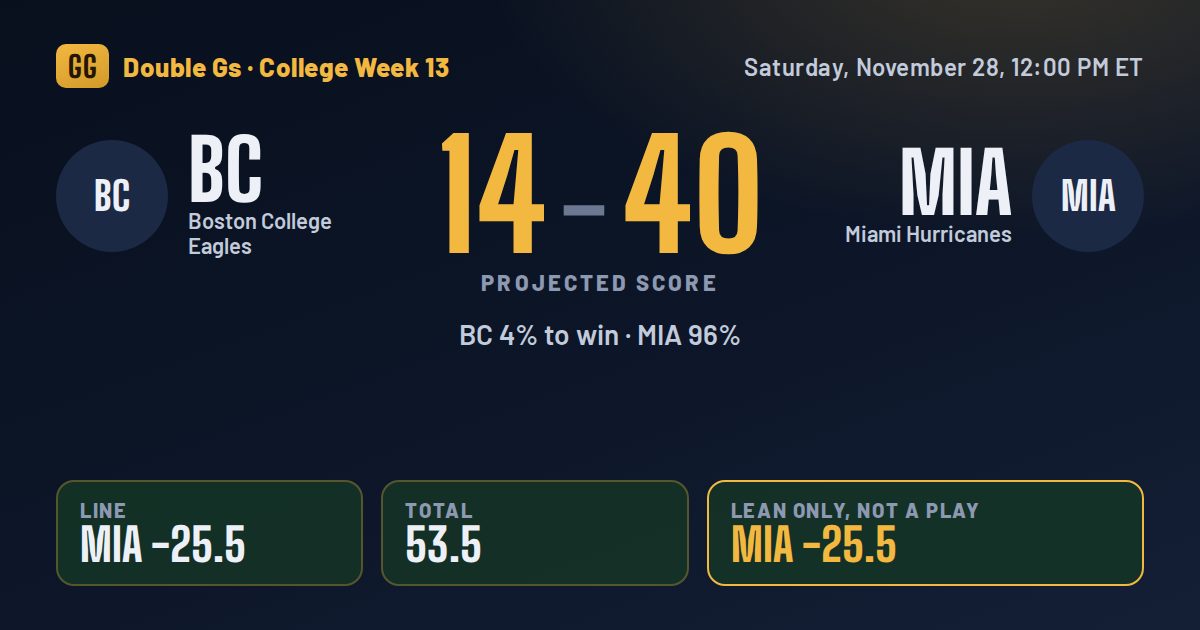 GG
Double Gs · College Week 13
Saturday, November 28, 12:00 PM ET
BC
BC
Boston College
Eagles
14 – 40
PROJECTED SCORE
BC 4% to win · MIA 96%
MIA
Miami Hurricanes
MIA
LINE
MIA −25.5
TOTAL
53.5
LEAN ONLY, NOT A PLAY
MIA −25.5